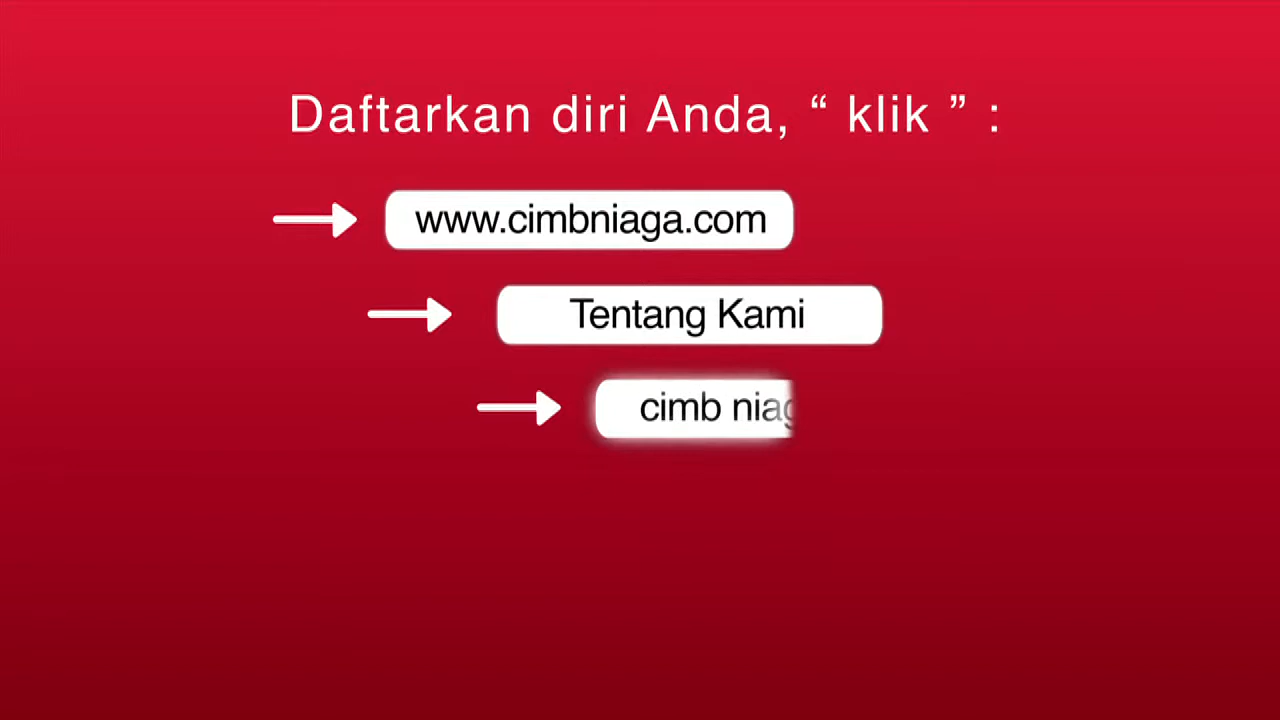 Daftarkan diri Anda, “ klik ” :
www.cimbniaga.com
Tentang Kami
cimb